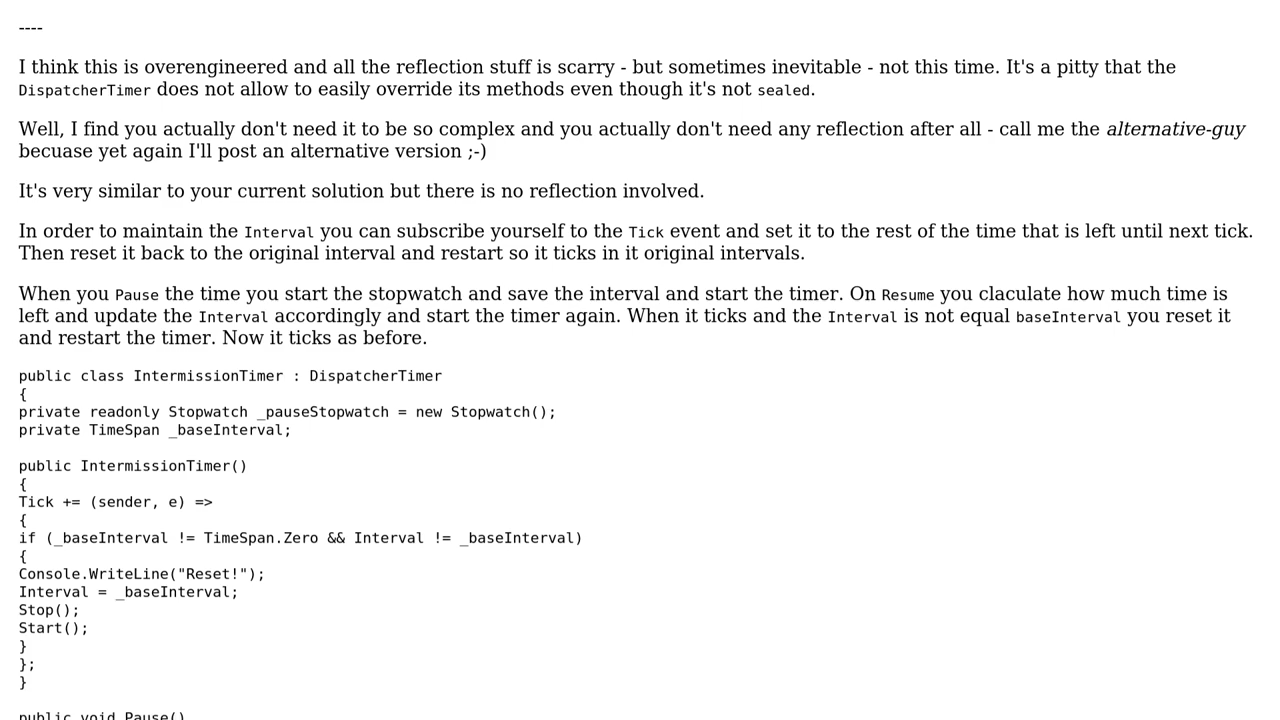 ----
I think this is overengineered and all the reflection stuff is scarry - but sometimes inevitable - not this time. It's a pitty that the
DispatcherTimer does not allow to easily override its methods even though it's not sealed.
Well, I find you actually don't need it to be so complex and you actually don't need any reflection after all - call me the alternative-guy
becuase yet again I'll post an alternative version ;-)
It's very similar to your current solution but there is no reflection involved.
In order to maintain the Interval you can subscribe yourself to the Tick event and set it to the rest of the time that is left until next tick.
Then reset it back to the original interval and restart so it ticks in it original intervals.
When you Pause the time you start the stopwatch and save the interval and start the timer. On Resume you claculate how much time is
left and update the Interval accordingly and start the timer again. When it ticks and the Interval is not equal baseInterval you reset it
and restart the timer. Now it ticks as before.
public class IntermissionTimer : DispatcherTimer
{
private readonly Stopwatch _pauseStopwatch = new Stopwatch();
private TimeSpan _baseInterval;
public IntermissionTimer()
{
Tick += (sender, e) =>
{
if (_baseInterval != TimeSpan.Zero && Interval != _baseInterval)
{
Console.WriteLine("Reset!");
Interval = _baseInterval;
Stop();
Start();
}
};
}
public void Pause()